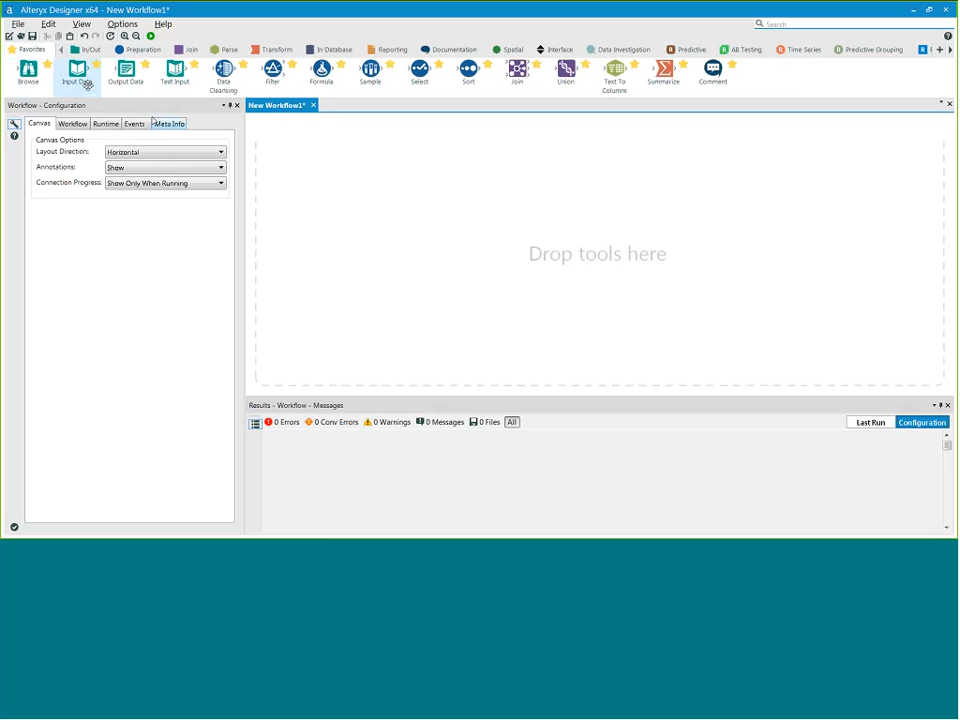 a Alteryx Designer x64 - New Workflow1*
File Edit View Options Help
Search
Favorites In/Out Preparation Join Parse Transform In-Database Reporting Documentation Spatial Interface Data Investigation Predictive AB Testing Time Series Predictive Grouping
Browse Input Data Output Data Text Input Data Cleansing Filter Formula Sample Select Sort Join Union Text To Columns Summarize Comment
Workflow - Configuration
New Workflow1*
Canvas Workflow Runtime Events Meta Info
Canvas Options
Layout Direction: Horizontal
Annotations: Show
Connection Progress: Show Only When Running
Drop tools here
Results - Workflow - Messages
0 Errors 0 Conv Errors 0 Warnings 0 Messages 0 Files All Last Run Configuration